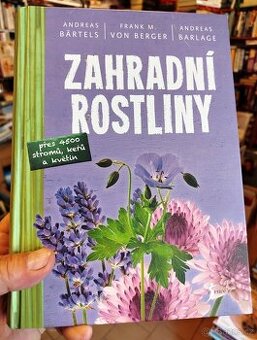 ANDREAS BÄRTELS
FRANK M. VON BERGER
ANDREAS BARLAGE
ZAHRADNÍ
ROSTLINY
přes 4500
stromů, keřů
a květin